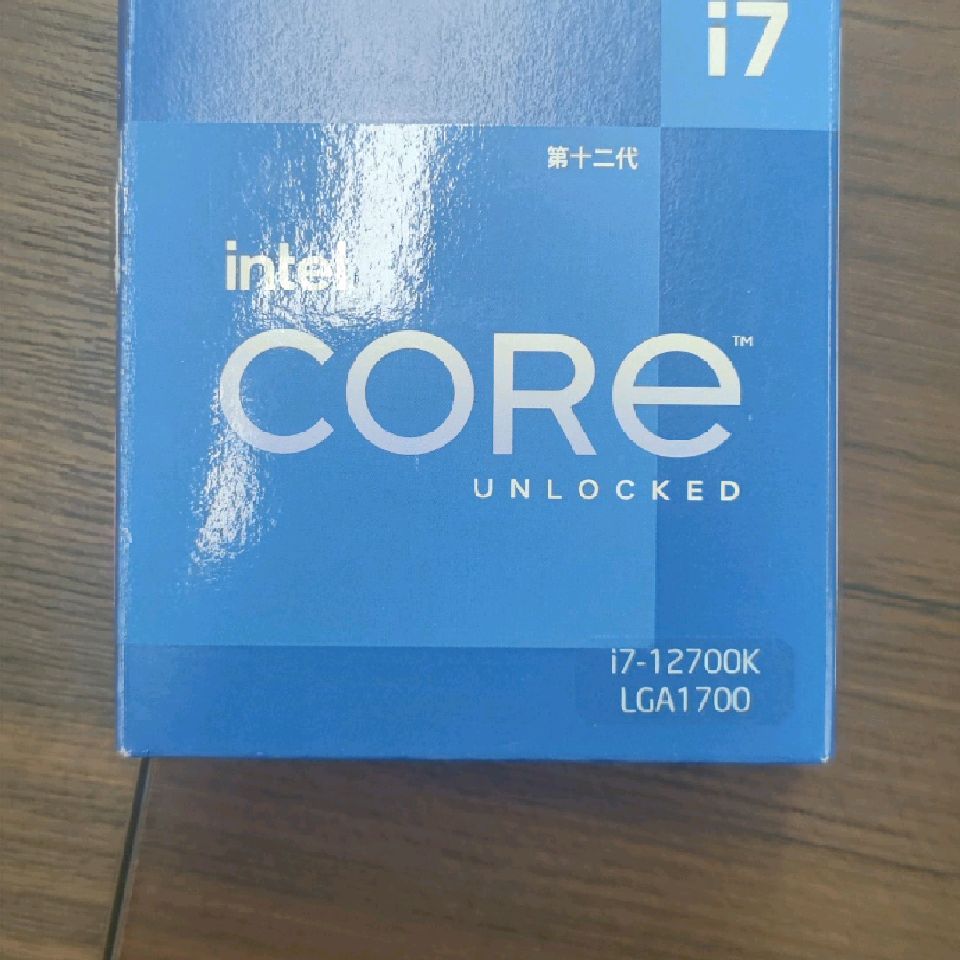 i7
第十二代
intel
CORE™
UNLOCKED
i7-12700K
LGA1700